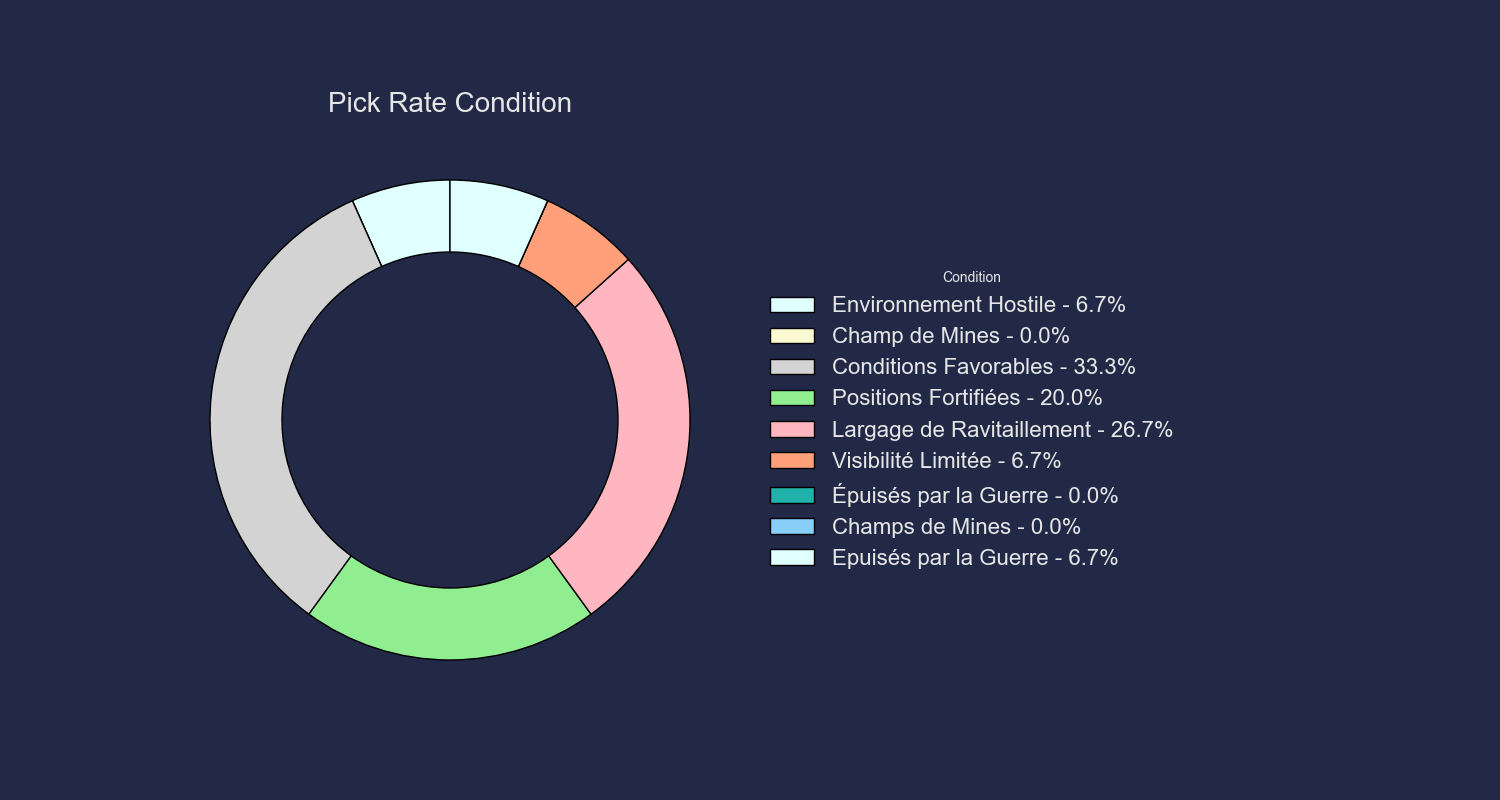 Pick Rate Condition
Condition
Environnement Hostile - 6.7%
Champ de Mines - 0.0%
Conditions Favorables - 33.3%
Positions Fortifiées - 20.0%
Largage de Ravitaillement - 26.7%
Visibilité Limitée - 6.7%
Épuisés par la Guerre - 0.0%
Champs de Mines - 0.0%
Epuisés par la Guerre - 6.7%